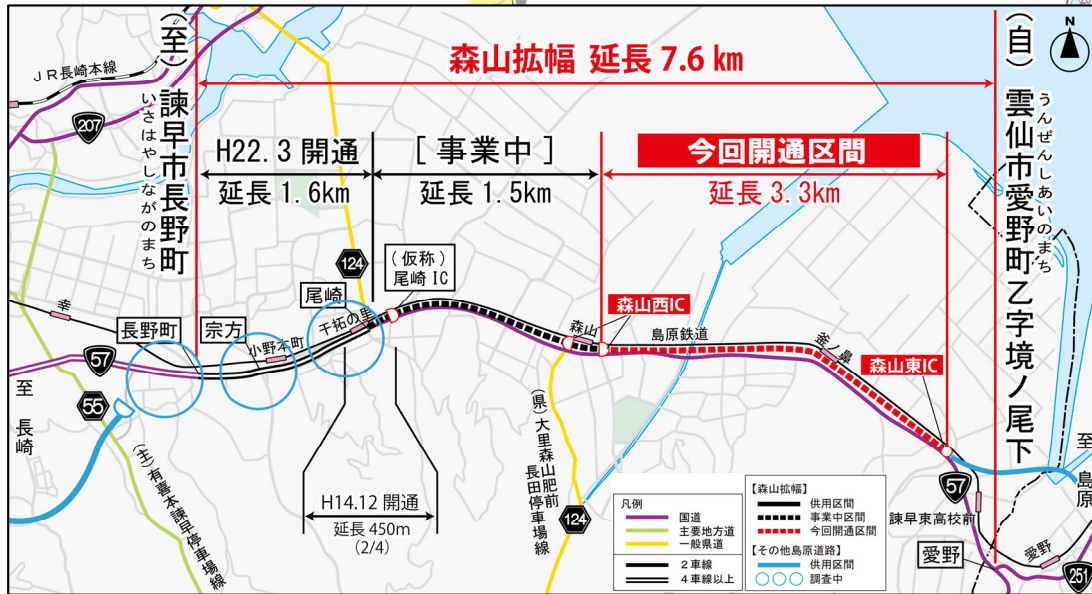 森山拡幅 延長 7.6 km
(至) 諫早市長野町
いさはやしながのまち
(自) 雲仙市愛野町乙字境ノ尾下
うんぜんしあいのまち
N
JR長崎本線
207
H22.3 開通
延長 1.6km
[ 事業中 ]
延長 1.5km
今回開通区間
延長 3.3km
124
(仮称)
尾崎 IC
尾崎
干拓の里
森山
森山西IC
島原鉄道
釜ノ鼻
森山東IC
幸
長野町
宗方
小野本町
57
55
至 長崎
(主)有喜本諫早停車場線
H14.12 開通
延長 450m
(2/4)
(県)大里森山肥前
長田停車場線
124
57
至 島原
諫早東高校前
愛野
愛野
251
凡例
国道
主要地方道
一般県道
2車線
4車線以上
【森山拡幅】
供用区間
事業中区間
今回開通区間
【その他島原道路】
供用区間
調査中